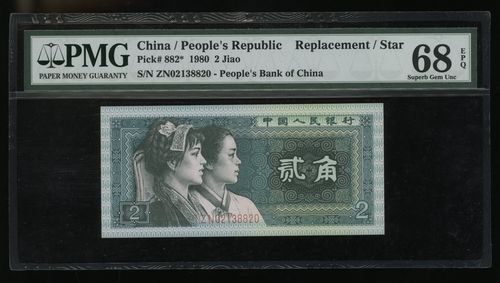 PMG
PAPER MONEY GUARANTY
China / People's Republic Replacement / Star
Pick# 882* 1980 2 Jiao
S/N ZN02138820 - People's Bank of China
68 EPQ
Superb Gem Unc
中国人民银行
贰角
2
ZN02138820
2